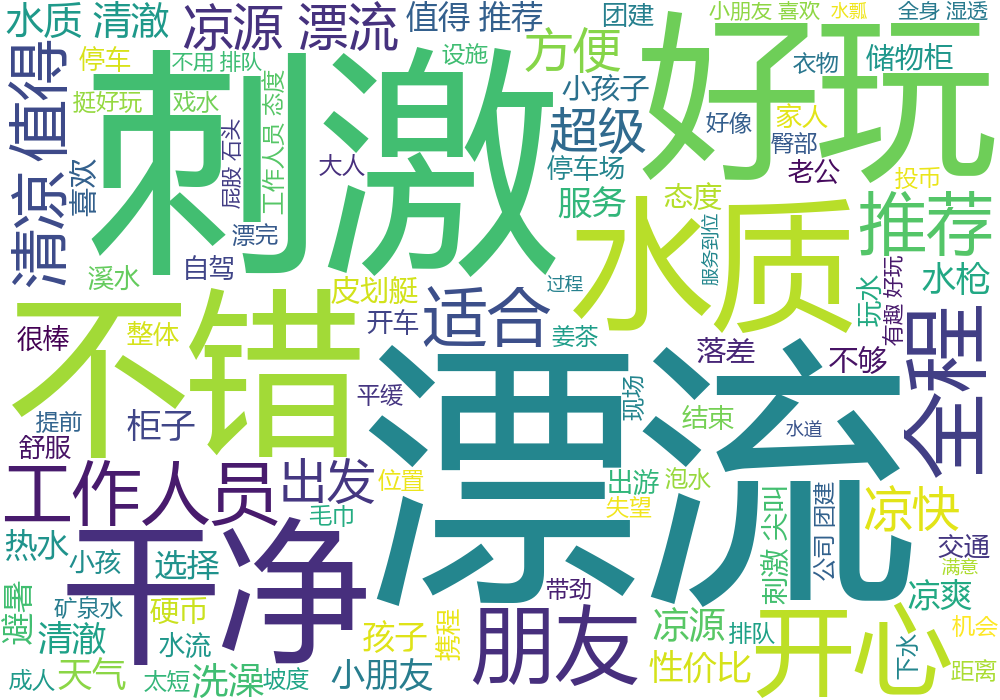 水质 清澈
凉源 漂流
值得 推荐
团建
小朋友 喜欢
水瓢
全身 湿透
停车
不用 排队
设施
方便
好玩
储物柜
衣物
挺好玩
戏水
刺激
小孩子
家人
清凉
值得
屁股 石头
工作人员 态度
大人
超级
好像
臀部
喜欢
停车场
老公
投币
漂完
服务
态度
水质
推荐
溪水
自驾
过程
服务到位
玩水
有趣 好玩
水枪
皮划艇
适合
不错
很棒
整体
开车
姜茶
落差
不够
全程
漂流
平缓
现场
提前
柜子
结束
水道
舒服
工作人员
出发
位置
出游
泡水
失望
凉快
毛巾
刺激 尖叫
公司 团建
热水
小孩
选择
干净
交通
满意
带劲
避暑
矿泉水
硬币
凉爽
清澈
水流
孩子
携程
朋友
凉源
排队
开心
下水
机会
性价比
成人
天气
太短
洗澡
坡度
小朋友
距离